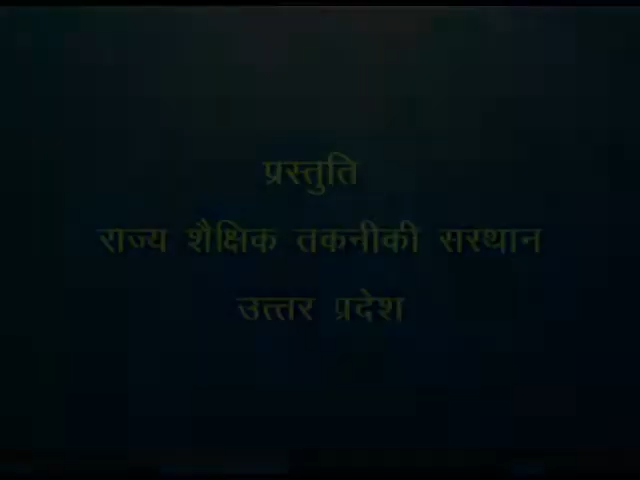 प्रस्तुति
राज्य शैक्षिक तकनीकी संस्थान
उत्तर प्रदेश